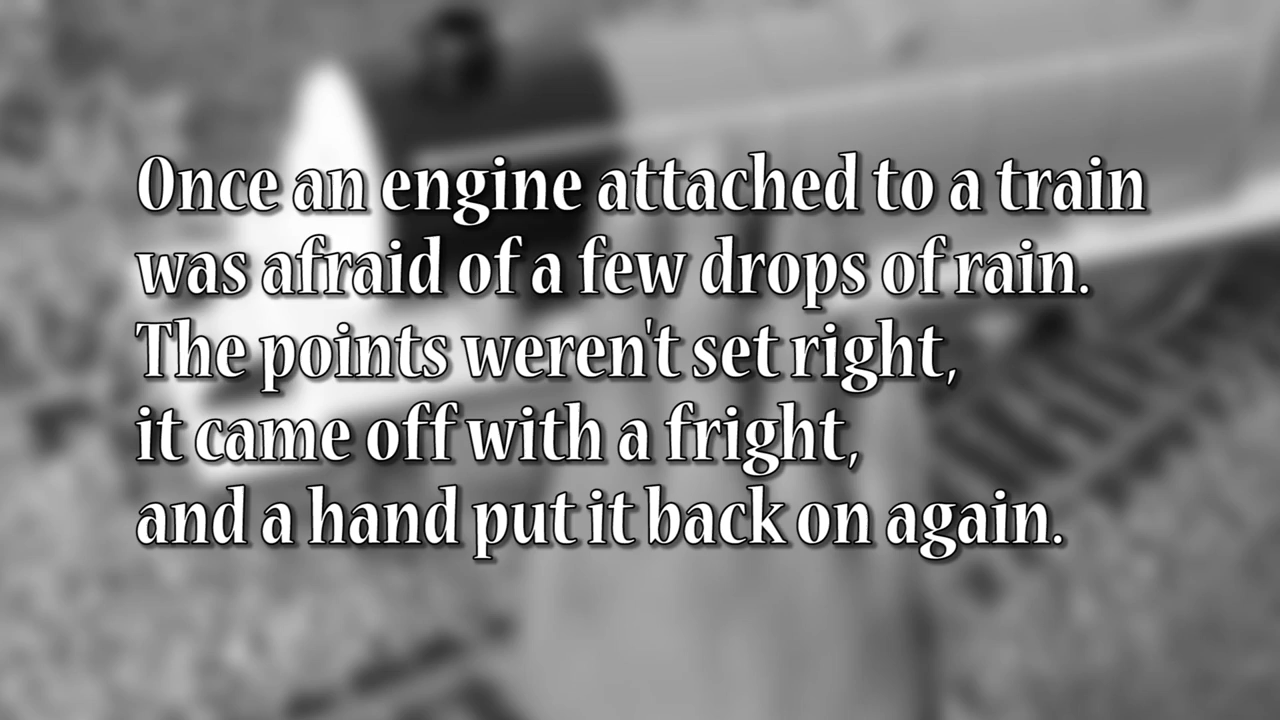 Once an engine attached to a train
was afraid of a few drops of rain.
The points weren't set right,
it came off with a fright,
and a hand put it back on again.